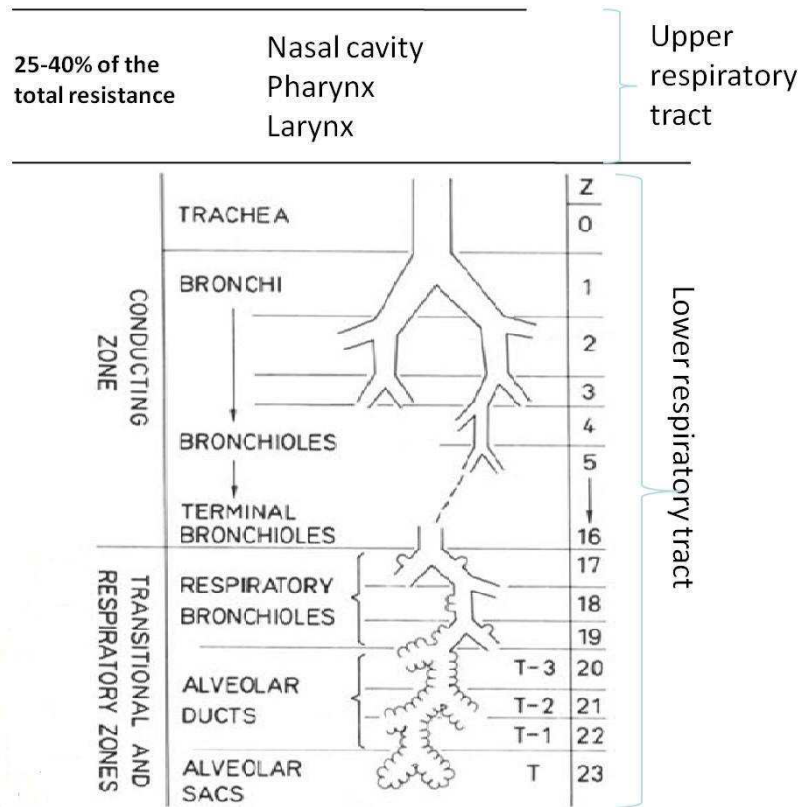 25-40% of the
total resistance
Nasal cavity
Pharynx
Larynx
Upper
respiratory
tract
Z
TRACHEA
0
BRONCHI
1
2
3
4
BRONCHIOLES
5
TERMINAL
BRONCHIOLES
16
CONDUCTING
ZONE
17
RESPIRATORY
BRONCHIOLES
18
19
ALVEOLAR
DUCTS
T-3 20
T-2 21
T-1 22
ALVEOLAR
SACS
T 23
TRANSITIONAL AND
RESPIRATORY ZONES
Lower respiratory tract